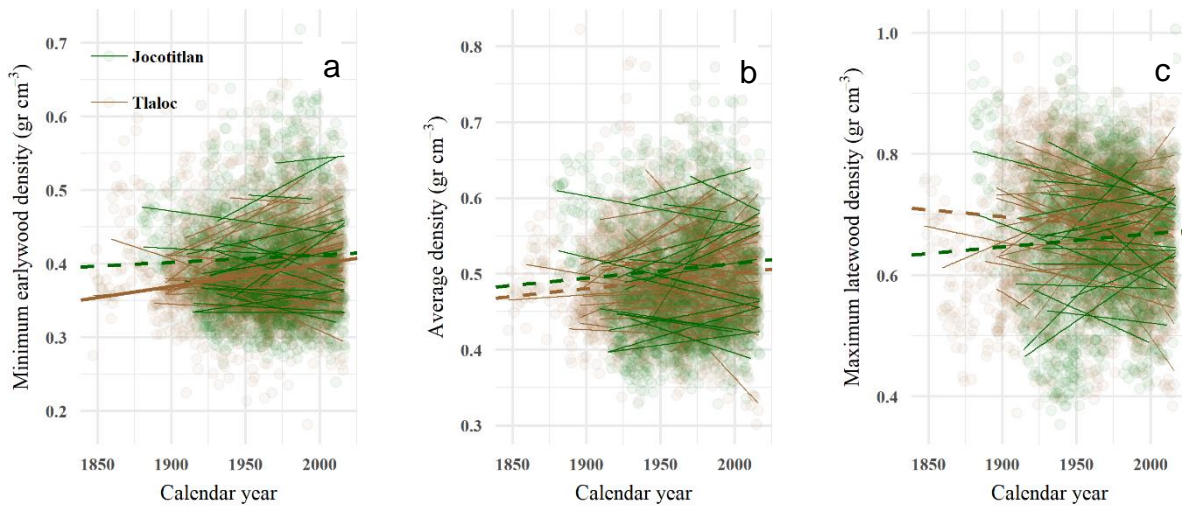 a
Jocotitlan
Tlaloc
Minimum earlywood density (gr cm⁻³)
0.7
0.6
0.5
0.4
0.3
0.2
1850 1900 1950 2000
Calendar year
b
Average density (gr cm⁻³)
0.8
0.7
0.6
0.5
0.4
0.3
1850 1900 1950 2000
Calendar year
c
Maximum latewood density (gr cm⁻³)
1.0
0.8
0.6
0.4
1850 1900 1950 2000
Calendar year